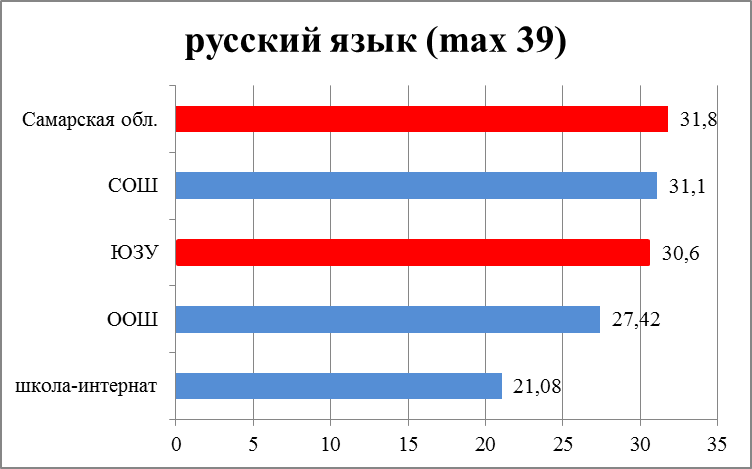 русский язык (max 39)
Самарская обл.
31,8
СОШ
31,1
ЮЗУ
30,6
ООШ
27,42
школа-интернат
21,08
0 5 10 15 20 25 30 35